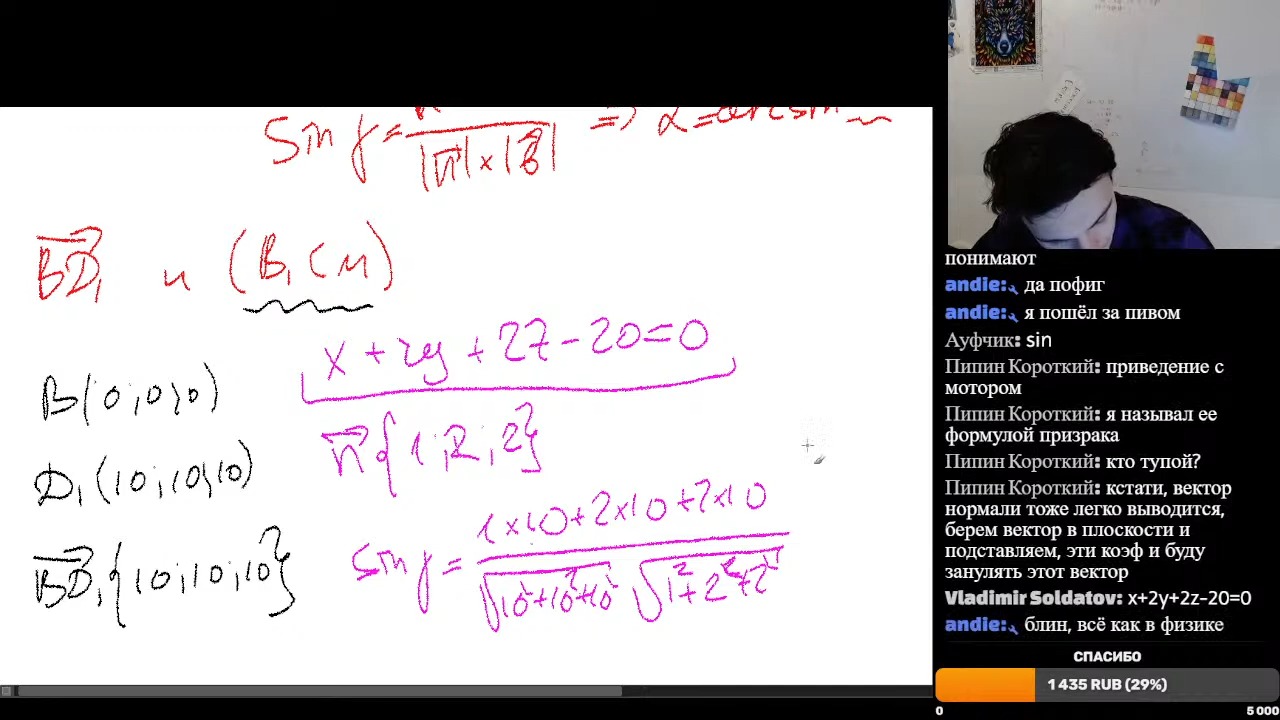 sin γ = / |n| × |B| => α = arcsin
BD₁ и (B₁CM)
x + 2y + 2z - 20 = 0
B(0;0;0)
n{1;2;2}
D₁(10;10;10)
sin γ = 1×10+2×10+2×10 / √10²+10²+10² √1²+2²+2²
BD₁{10;10;10}
понимают
andie: да пофиг
andie: я пошёл за пивом
Ауфчик: sin
Пипин Короткий: приведение с
мотором
Пипин Короткий: я называл ее
формулой призрака
Пипин Короткий: кто тупой?
Пипин Короткий: кстати, вектор
нормали тоже легко выводится,
берем вектор в плоскости и
подставляем, эти коэф и буду
занулять этот вектор
Vladimir Soldatov: x+2y+2z-20=0
andie: блин, всё как в физике
СПАСИБО
1 435 RUB (29%)
0 5 000